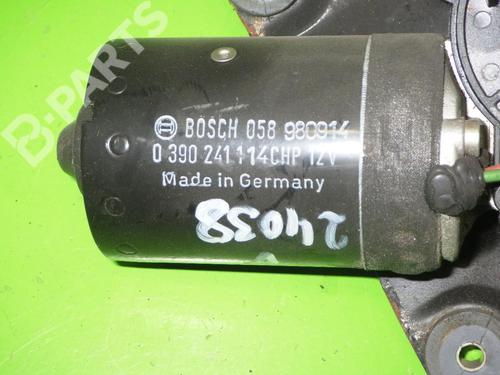 B-PARTS
BOSCH 058 980914
0 390 241 114CHP 12V
Made in Germany
24038